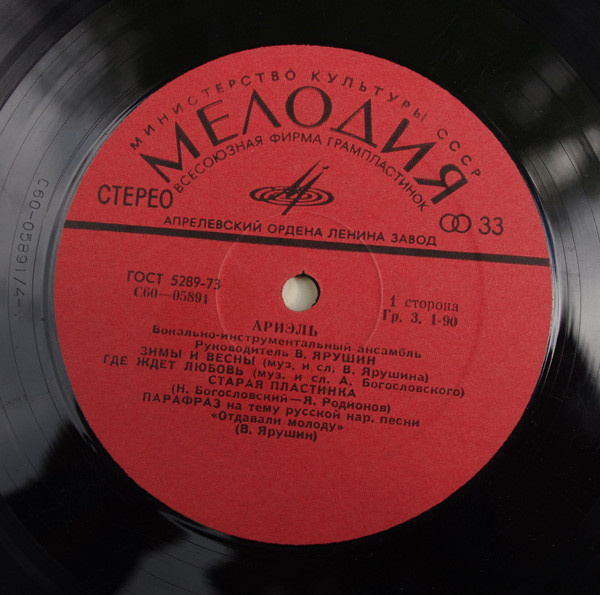 МИНИСТЕРСТВО КУЛЬТУРЫ СССР
МЕЛОДИЯ
ВСЕСОЮЗНАЯ ФИРМА ГРАМПЛАСТИНОК
СТЕРЕО
33
АПРЕЛЕВСКИЙ ОРДЕНА ЛЕНИНА ЗАВОД
ГОСТ 5289-73
С60—05891
1 сторона
Гр. 3. 1-90
АРИЭЛЬ
Вокально-инструментальный ансамбль
Руководитель В. ЯРУШИН
ЗИМЫ И ВЕСНЫ (муз. и сл. В. Ярушина)
ГДЕ ЖДЕТ ЛЮБОВЬ (муз. и сл. А. Богословского)
СТАРАЯ ПЛАСТИНКА
(Н. Богословский—Я. Родионов)
ПАРАФРАЗ на тему русской нар. песни
«Отдавали молоду»
(В. Ярушин)
С60-05891/4-